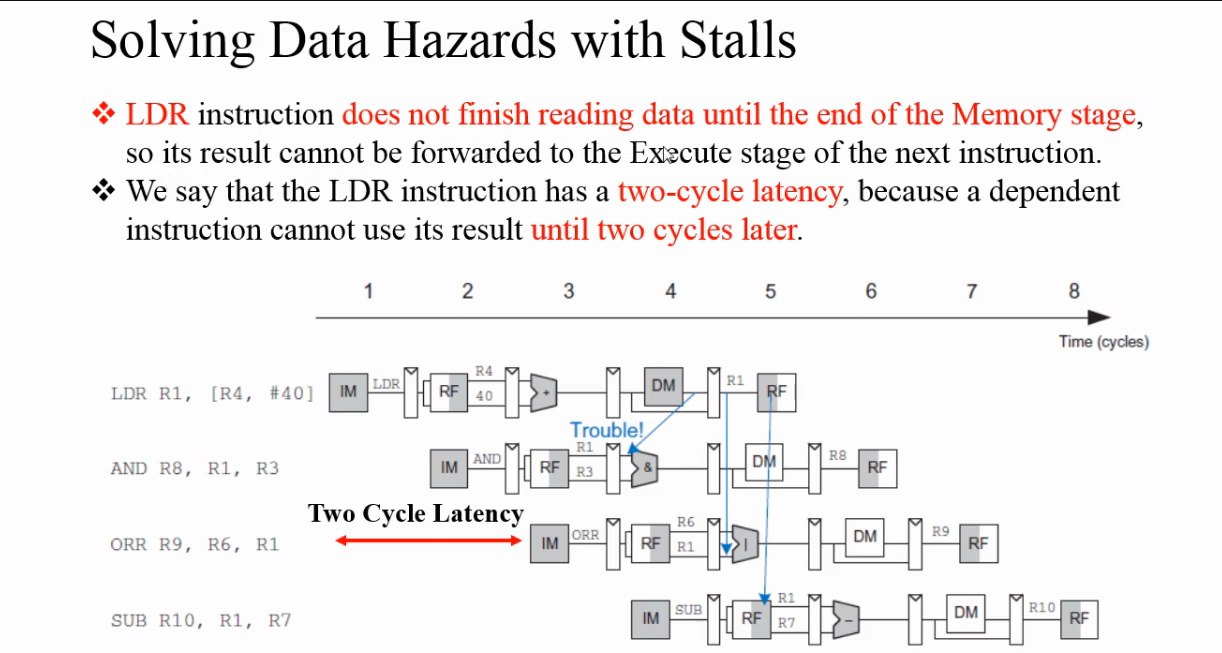 Solving Data Hazards with Stalls
❖ LDR instruction does not finish reading data until the end of the Memory stage,
so its result cannot be forwarded to the Execute stage of the next instruction.
❖ We say that the LDR instruction has a two-cycle latency, because a dependent
instruction cannot use its result until two cycles later.
1 2 3 4 5 6 7 8
Time (cycles)
LDR R1, [R4, #40] IM LDR RF R4 40 + DM R1 RF
Trouble!
AND R8, R1, R3 IM AND RF R1 R3 & DM R8 RF
Two Cycle Latency
ORR R9, R6, R1 IM ORR RF R6 R1 | DM R9 RF
SUB R10, R1, R7 IM SUB RF R1 R7 - DM R10 RF